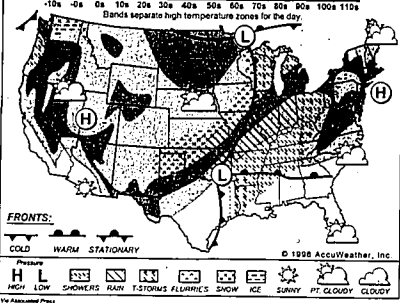 -10s -0s 0s 10s 20s 30s 40s 50s 60s 70s 80s 90s 100s 110s
Bands separate high temperature zones for the day.
L
H
H
L
FRONTS:
COLD WARM STATIONARY
© 1998 AccuWeather, Inc.
Pressure
H L
HIGH LOW SHOWERS RAIN T-STORMS FLURRIES SNOW ICE SUNNY PT. CLOUDY CLOUDY
Via Associated Press